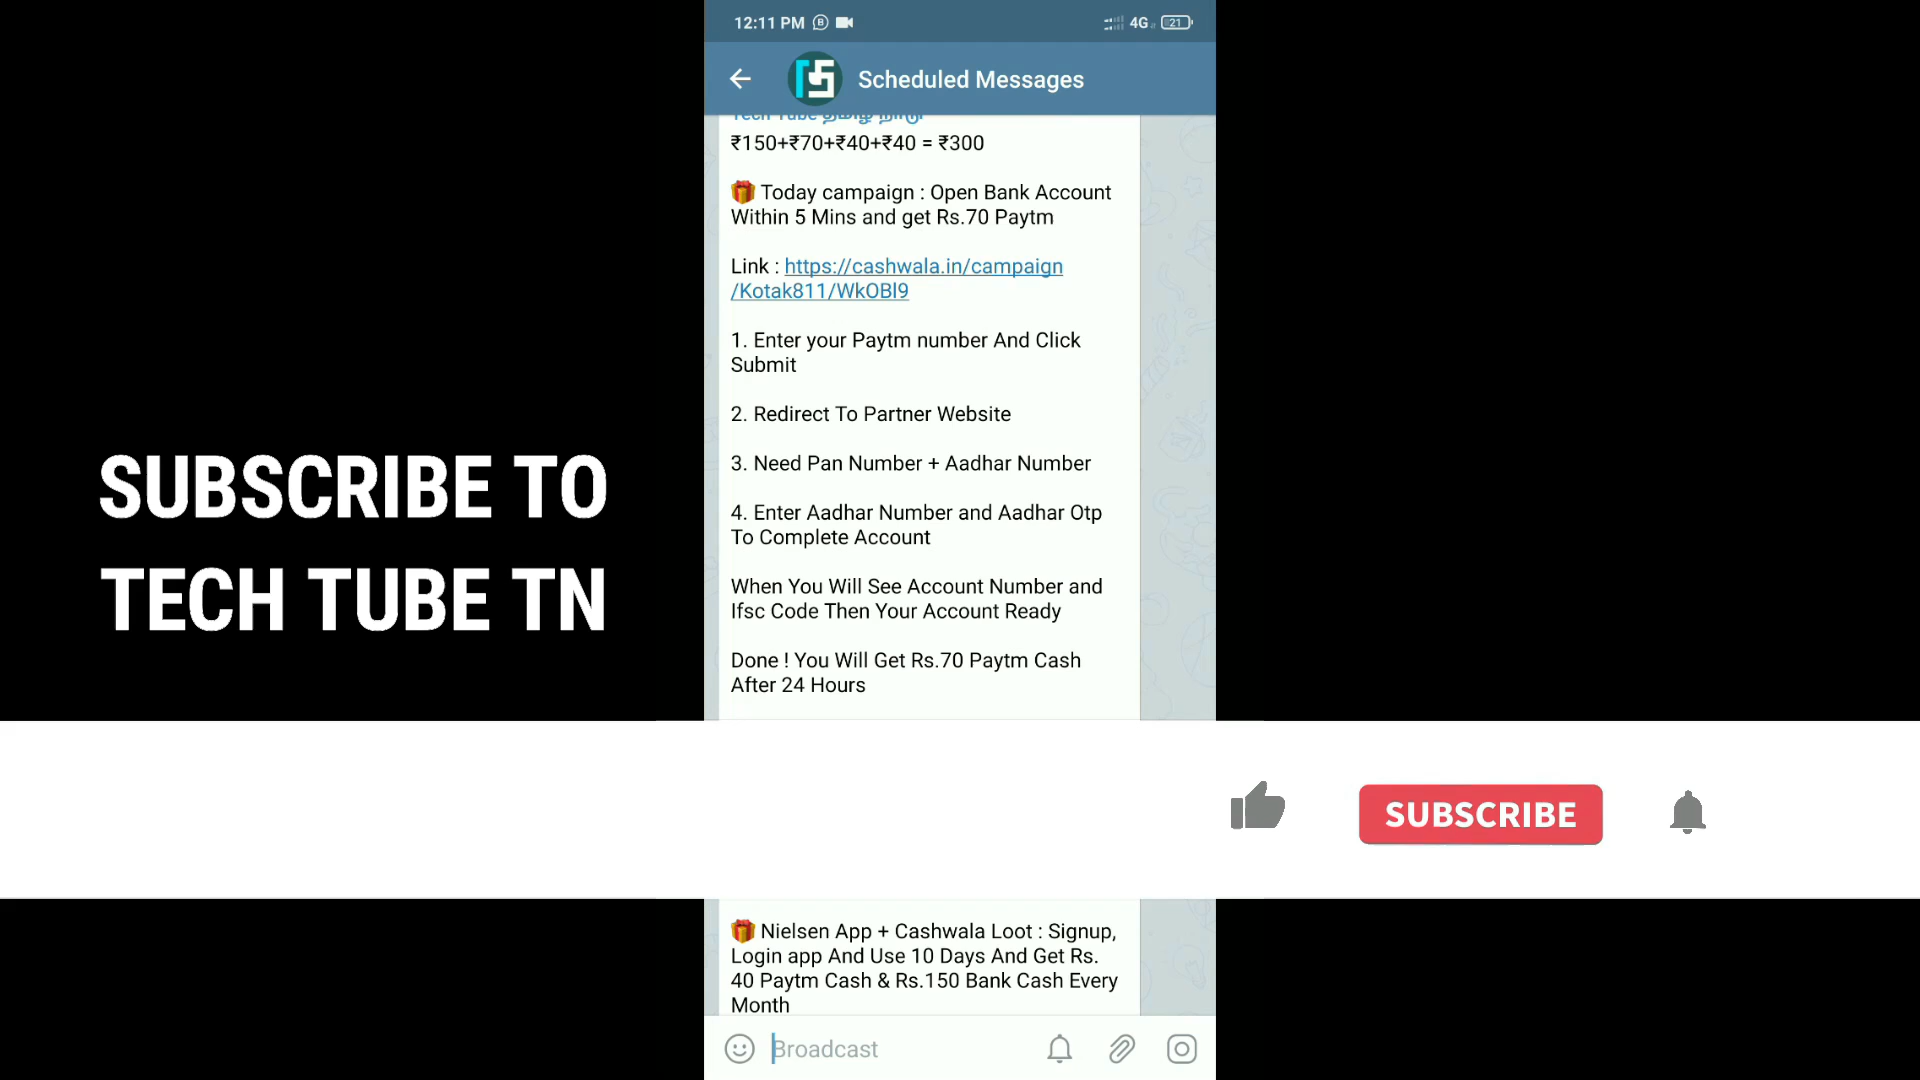 12:11 PM
4G
21
Scheduled Messages
Tech Tube தமிழ் நாடு
₹150+₹70+₹40+₹40 = ₹300
🎁 Today campaign : Open Bank Account
Within 5 Mins and get Rs.70 Paytm
Link : https://cashwala.in/campaign
/Kotak811/WkOBl9
1. Enter your Paytm number And Click
Submit
2. Redirect To Partner Website
3. Need Pan Number + Aadhar Number
4. Enter Aadhar Number and Aadhar Otp
To Complete Account
When You Will See Account Number and
Ifsc Code Then Your Account Ready
Done ! You Will Get Rs.70 Paytm Cash
After 24 Hours
SUBSCRIBE TO
TECH TUBE TN
SUBSCRIBE
🎁 Nielsen App + Cashwala Loot : Signup,
Login app And Use 10 Days And Get Rs.
40 Paytm Cash & Rs.150 Bank Cash Every
Month
Broadcast